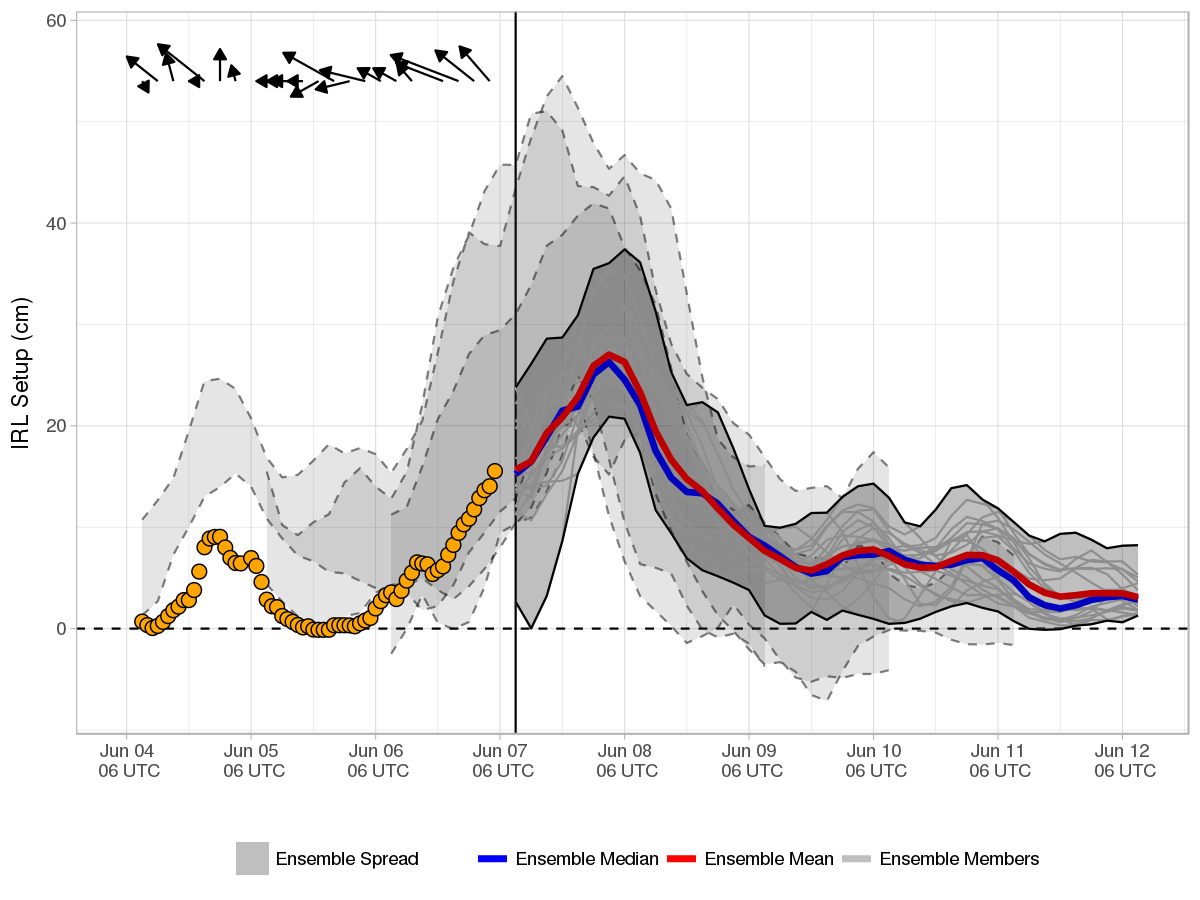 60
40
20
0
IRL Setup (cm)
Jun 04
06 UTC
Jun 05
06 UTC
Jun 06
06 UTC
Jun 07
06 UTC
Jun 08
06 UTC
Jun 09
06 UTC
Jun 10
06 UTC
Jun 11
06 UTC
Jun 12
06 UTC
Ensemble Spread
Ensemble Median
Ensemble Mean
Ensemble Members